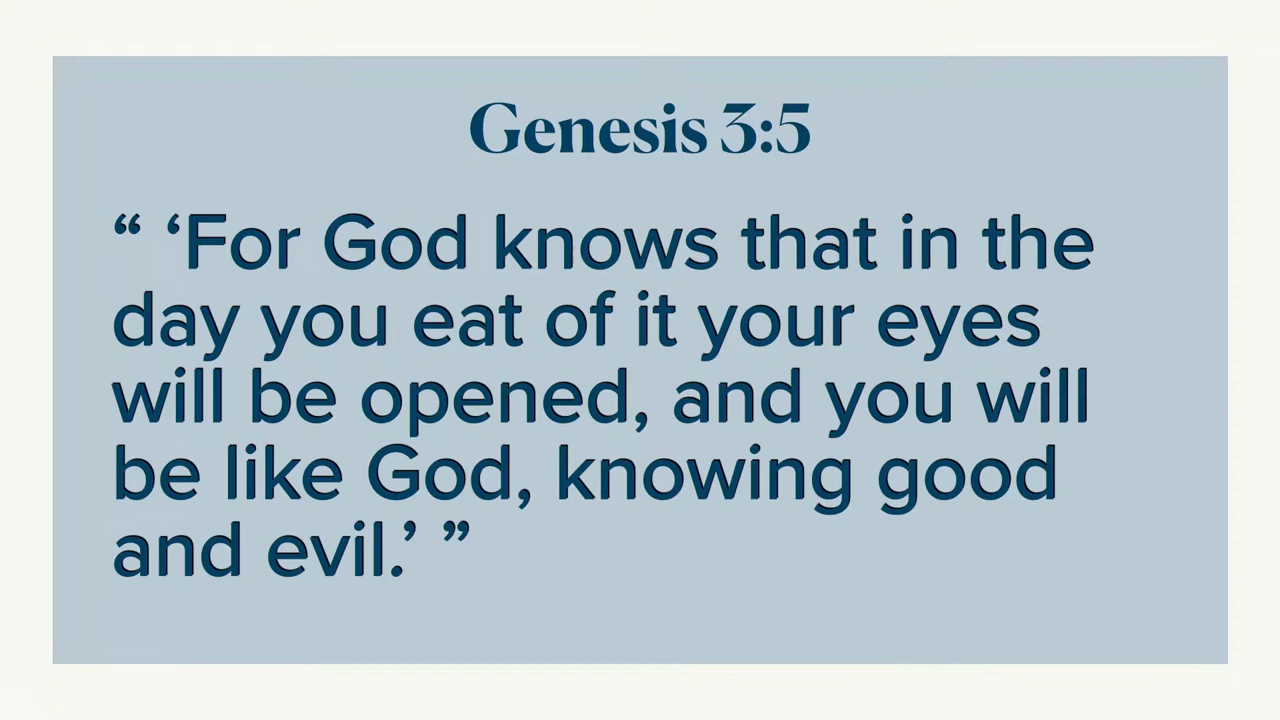 Genesis 3:5
“ ‘For God knows that in the
day you eat of it your eyes
will be opened, and you will
be like God, knowing good
and evil.’ ”